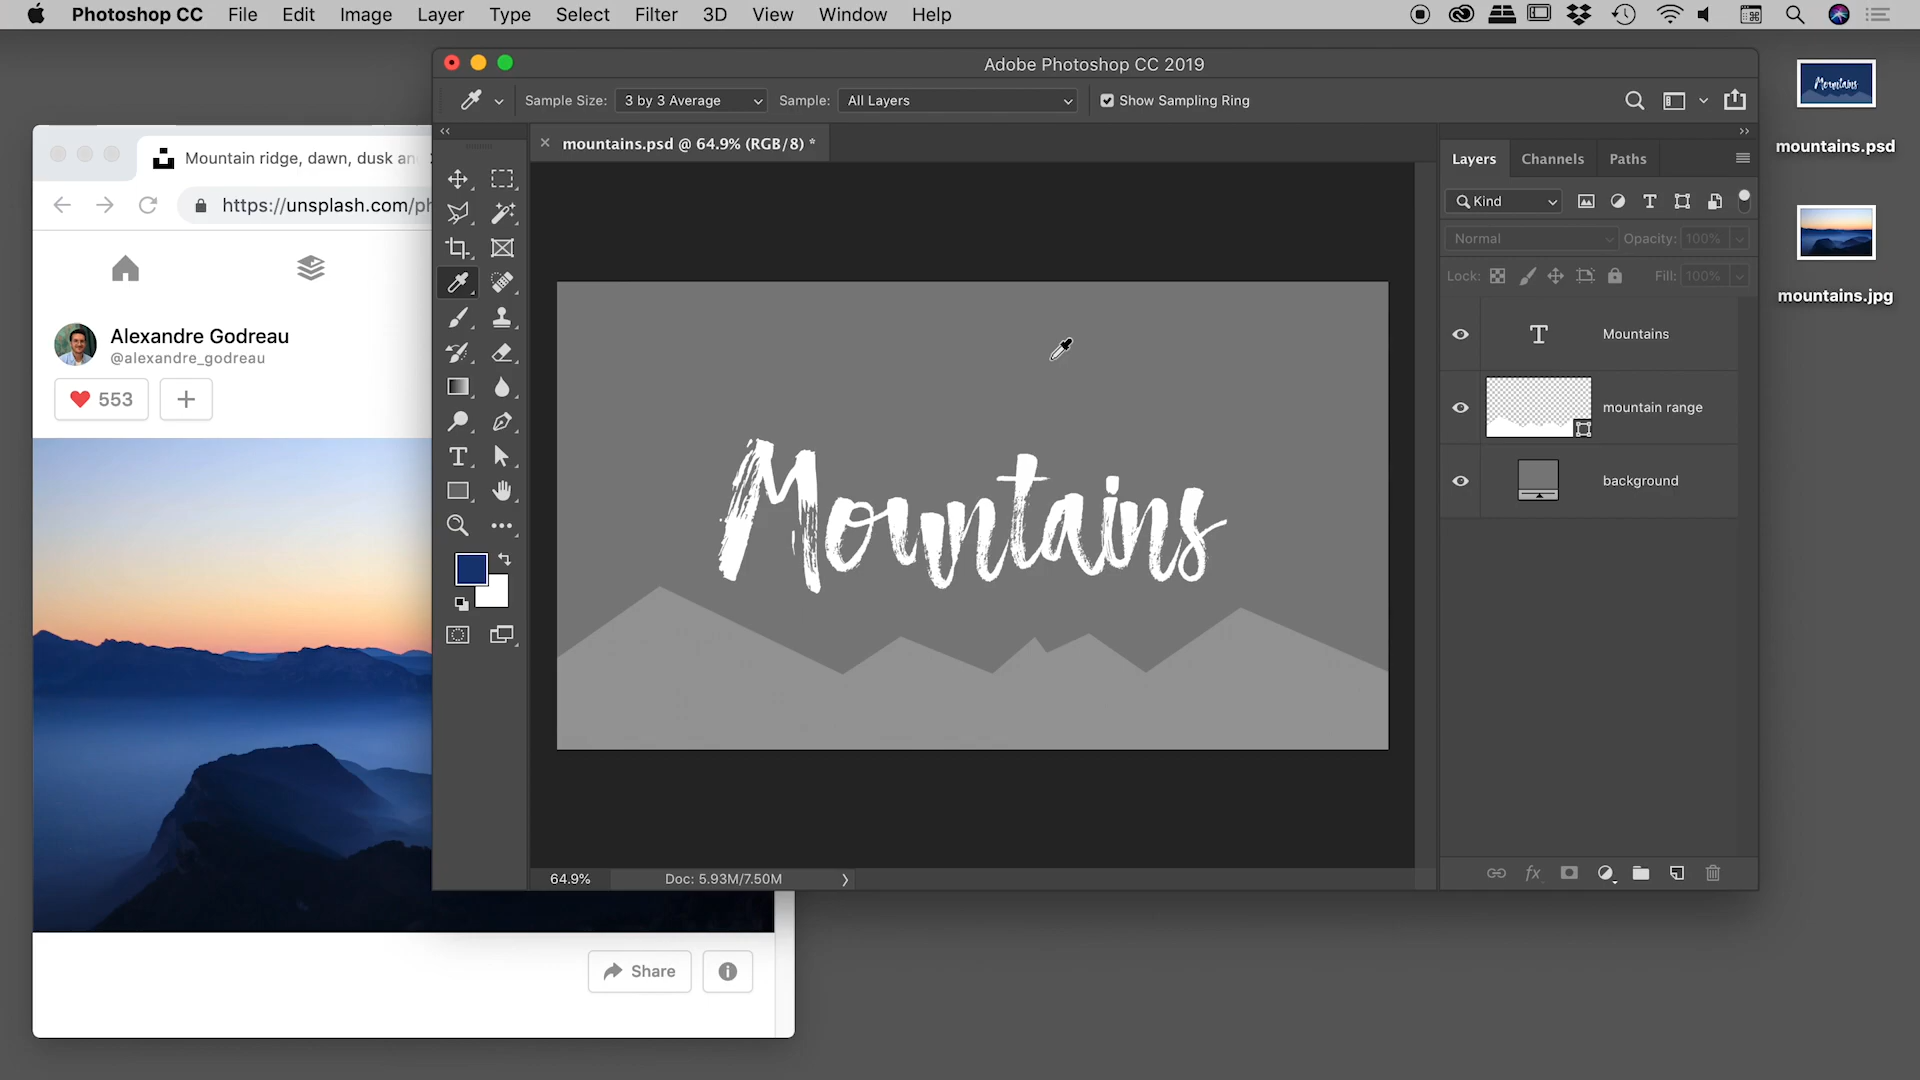 Photoshop CC File Edit Image Layer Type Select Filter 3D View Window Help
Adobe Photoshop CC 2019
Sample Size: 3 by 3 Average Sample: All Layers Show Sampling Ring
mountains.psd @ 64.9% (RGB/8) *
Mountain ridge, dawn, dusk an
https://unsplash.com/ph
Alexandre Godreau
@alexandre_godreau
553
Share
Mountains
64.9% Doc: 5.93M/7.50M
Layers Channels Paths
Kind
Normal Opacity: 100%
Lock: Fill: 100%
Mountains
mountain range
background
Mountains
mountains.psd
mountains.jpg